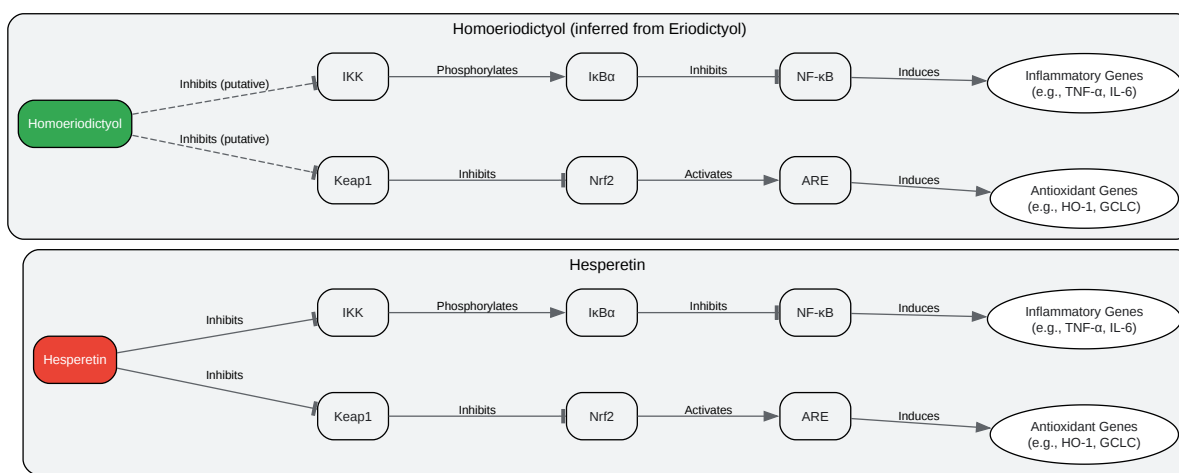 Homoeriodictyol (inferred from Eriodictyol)
Homoeriodictyol
Inhibits (putative)
IKK
Phosphorylates
IκBα
Inhibits
NF-κB
Induces
Inflammatory Genes
(e.g., TNF-α, IL-6)
Inhibits (putative)
Keap1
Inhibits
Nrf2
Activates
ARE
Induces
Antioxidant Genes
(e.g., HO-1, GCLC)
Hesperetin
Hesperetin
Inhibits
IKK
Phosphorylates
IκBα
Inhibits
NF-κB
Induces
Inflammatory Genes
(e.g., TNF-α, IL-6)
Inhibits
Keap1
Inhibits
Nrf2
Activates
ARE
Induces
Antioxidant Genes
(e.g., HO-1, GCLC)